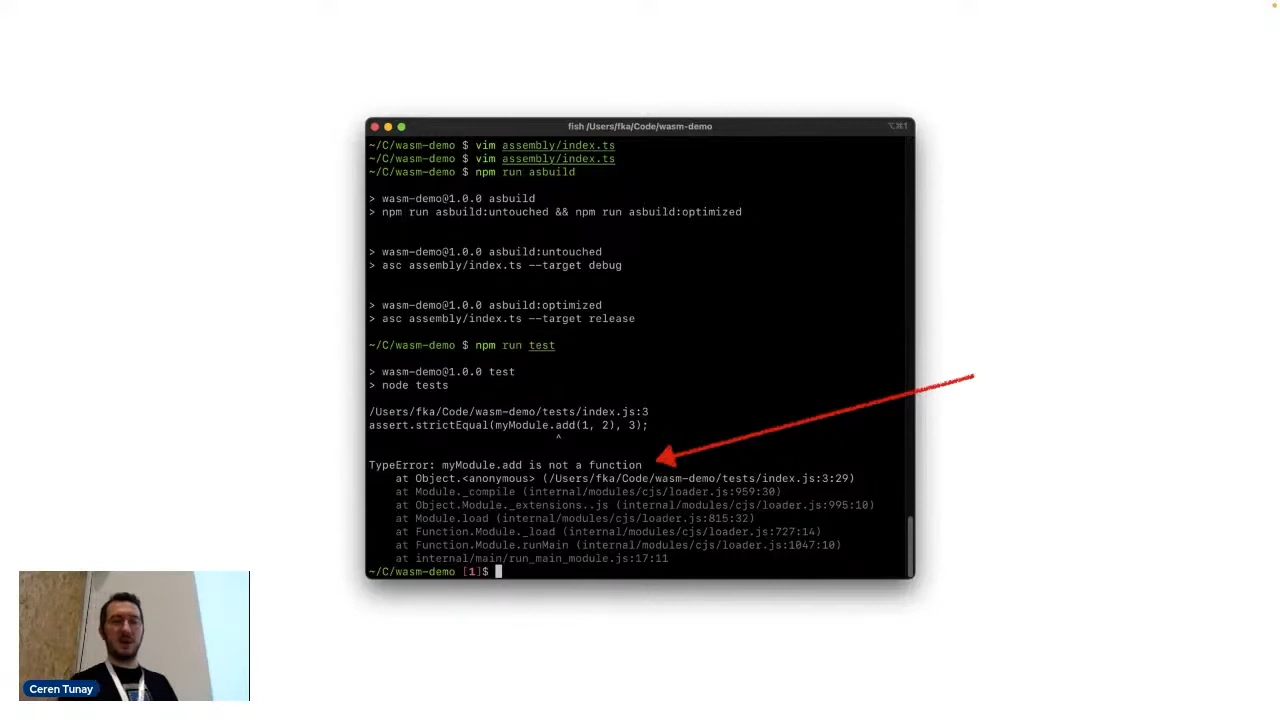 fish /Users/fka/Code/wasm-demo
⌥⌘1
~/C/wasm-demo $ vim assembly/index.ts
~/C/wasm-demo $ vim assembly/index.ts
~/C/wasm-demo $ npm run asbuild
> wasm-demo@1.0.0 asbuild
> npm run asbuild:untouched && npm run asbuild:optimized
> wasm-demo@1.0.0 asbuild:untouched
> asc assembly/index.ts --target debug
> wasm-demo@1.0.0 asbuild:optimized
> asc assembly/index.ts --target release
~/C/wasm-demo $ npm run test
> wasm-demo@1.0.0 test
> node tests
/Users/fka/Code/wasm-demo/tests/index.js:3
assert.strictEqual(myModule.add(1, 2), 3);
^
TypeError: myModule.add is not a function
at Object.<anonymous> (/Users/fka/Code/wasm-demo/tests/index.js:3:29)
at Module._compile (internal/modules/cjs/loader.js:959:30)
at Object.Module._extensions..js (internal/modules/cjs/loader.js:995:10)
at Module.load (internal/modules/cjs/loader.js:815:32)
at Function.Module._load (internal/modules/cjs/loader.js:727:14)
at Function.Module.runMain (internal/modules/cjs/loader.js:1047:10)
at internal/main/run_main_module.js:17:11
~/C/wasm-demo [1]$
Ceren Tunay